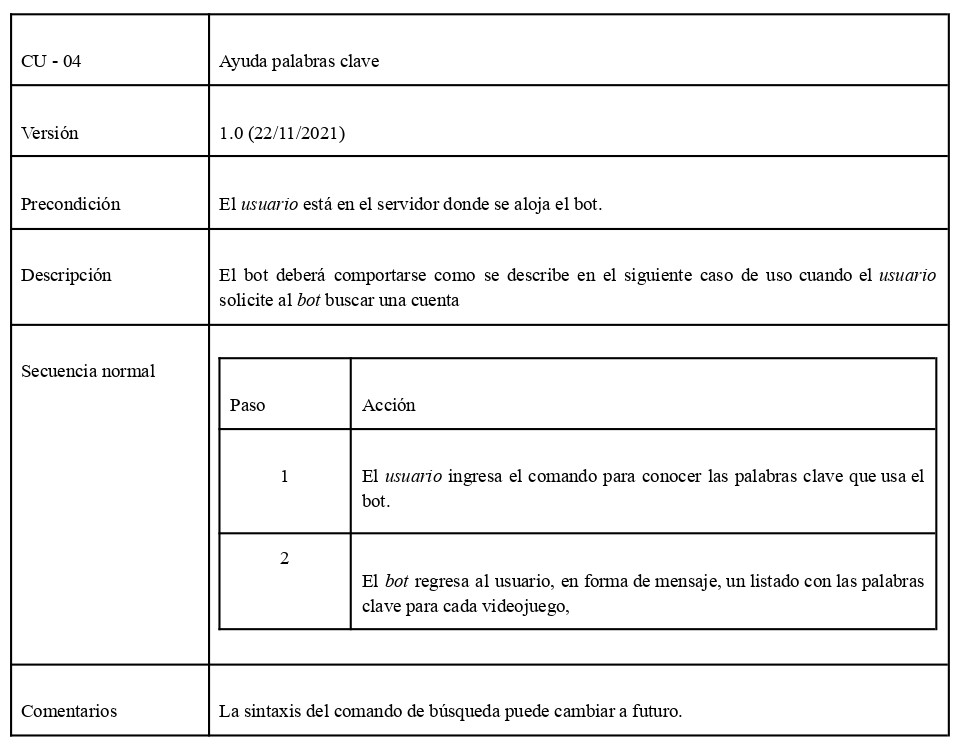 CU - 04
Ayuda palabras clave
Versión
1.0 (22/11/2021)
Precondición
El usuario está en el servidor donde se aloja el bot.
Descripción
El bot deberá comportarse como se describe en el siguiente caso de uso cuando el usuario
solicite al bot buscar una cuenta
Secuencia normal
Paso
Acción
1
El usuario ingresa el comando para conocer las palabras clave que usa el
bot.
2
El bot regresa al usuario, en forma de mensaje, un listado con las palabras
clave para cada videojuego,
Comentarios
La sintaxis del comando de búsqueda puede cambiar a futuro.